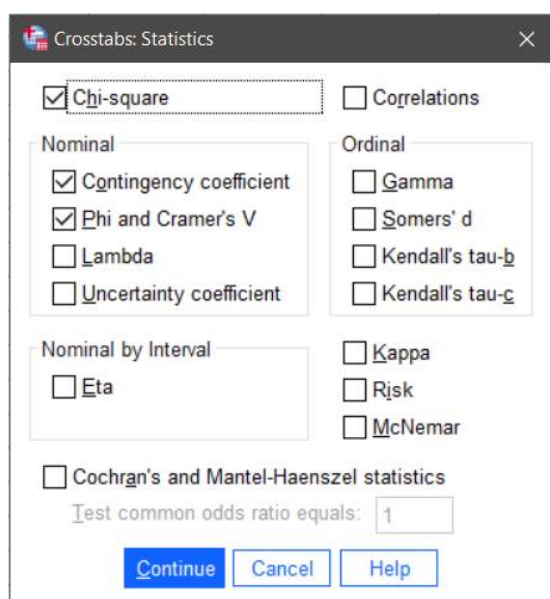 Crosstabs: Statistics
Chi-square
Correlations
Nominal
Contingency coefficient
Phi and Cramer's V
Lambda
Uncertainty coefficient
Ordinal
Gamma
Somers' d
Kendall's tau-b
Kendall's tau-c
Nominal by Interval
Eta
Kappa
Risk
McNemar
Cochran's and Mantel-Haenszel statistics
Test common odds ratio equals: 1
Continue Cancel Help